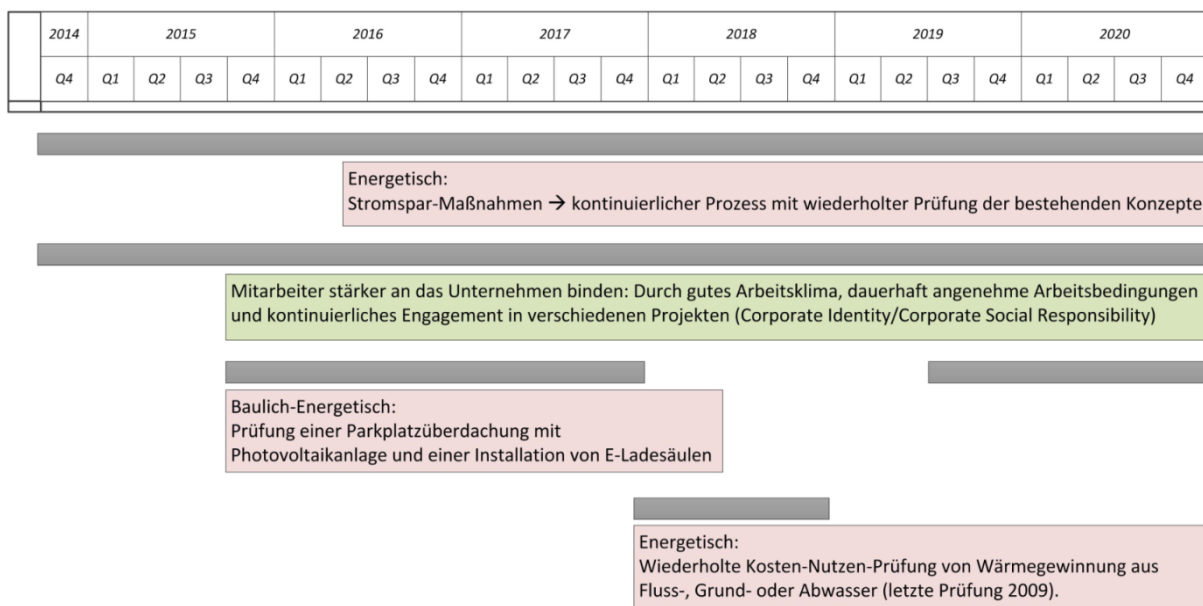 2014 2015 2016 2017 2018 2019 2020
Q4 Q1 Q2 Q3 Q4 Q1 Q2 Q3 Q4 Q1 Q2 Q3 Q4 Q1 Q2 Q3 Q4 Q1 Q2 Q3 Q4 Q1 Q2 Q3 Q4
Energetisch:
Stromspar-Maßnahmen → kontinuierlicher Prozess mit wiederholter Prüfung der bestehenden Konzepte
Mitarbeiter stärker an das Unternehmen binden: Durch gutes Arbeitsklima, dauerhaft angenehme Arbeitsbedingungen
und kontinuierliches Engagement in verschiedenen Projekten (Corporate Identity/Corporate Social Responsibility)
Baulich-Energetisch:
Prüfung einer Parkplatzüberdachung mit
Photovoltaikanlage und einer Installation von E-Ladesäulen
Energetisch:
Wiederholte Kosten-Nutzen-Prüfung von Wärmegewinnung aus
Fluss-, Grund- oder Abwasser (letzte Prüfung 2009).